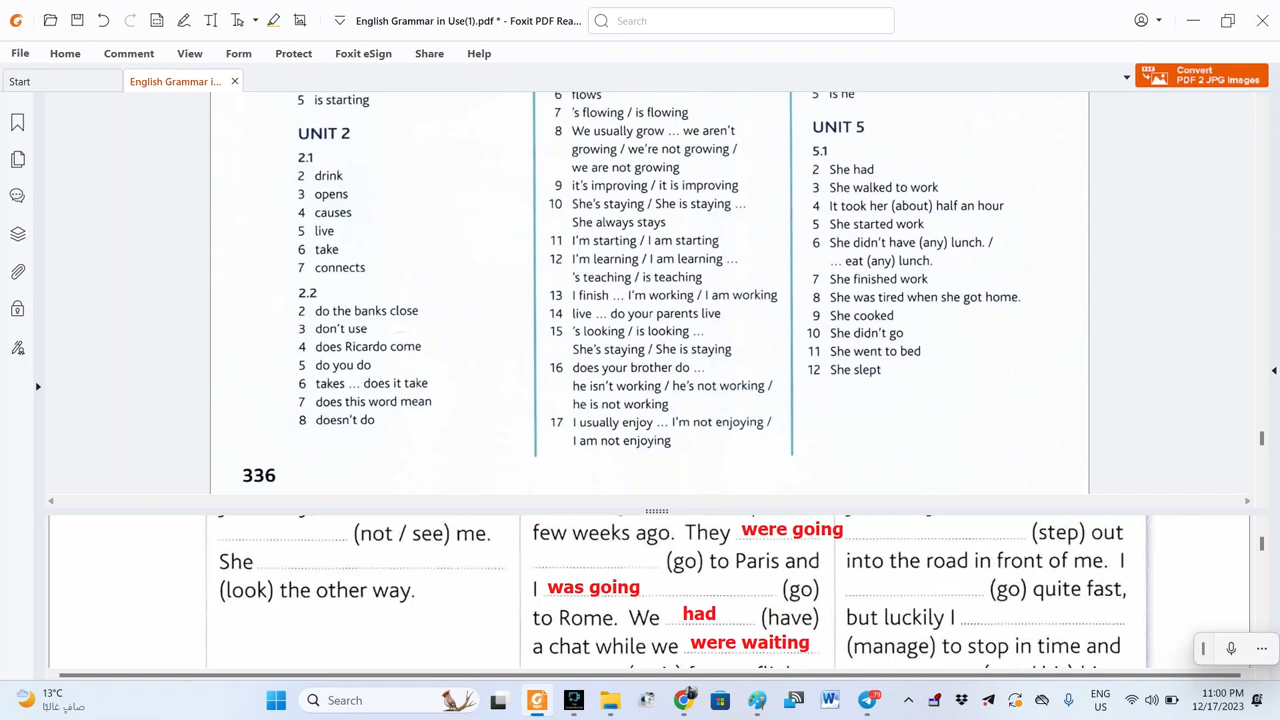 English Grammar in Use(1).pdf * - Foxit PDF Rea...
Search
File
Home
Comment
View
Form
Protect
Foxit eSign
Share
Help
Start
English Grammar in...
Convert
PDF 2 JPG Images
5 is starting
UNIT 2
2.1
2 drink
3 opens
4 causes
5 live
6 take
7 connects
2.2
2 do the banks close
3 don't use
4 does Ricardo come
5 do you do
6 takes … does it take
7 does this word mean
8 doesn't do
336
6 flows
7 's flowing / is flowing
8 We usually grow … we aren't
growing / we're not growing /
we are not growing
9 it's improving / it is improving
10 She's staying / She is staying …
She always stays
11 I'm starting / I am starting
12 I'm learning / I am learning …
's teaching / is teaching
13 I finish … I'm working / I am working
14 live … do your parents live
15 's looking / is looking …
She's staying / She is staying
16 does your brother do …
he isn't working / he's not working /
he is not working
17 I usually enjoy … I'm not enjoying /
I am not enjoying
5 is he
UNIT 5
5.1
2 She had
3 She walked to work
4 It took her (about) half an hour
5 She started work
6 She didn't have (any) lunch. /
… eat (any) lunch.
7 She finished work
8 She was tired when she got home.
9 She cooked
10 She didn't go
11 She went to bed
12 She slept
(not / see) me.
She
(look) the other way.
few weeks ago. They were going
(go) to Paris and
I was going (go)
to Rome. We had (have)
a chat while we were waiting
(step) out
into the road in front of me. I
(go) quite fast,
but luckily I
(manage) to stop in time and
13°C
صافٍ غالبًا
Search
79
ENG
US
11:00 PM
12/17/2023